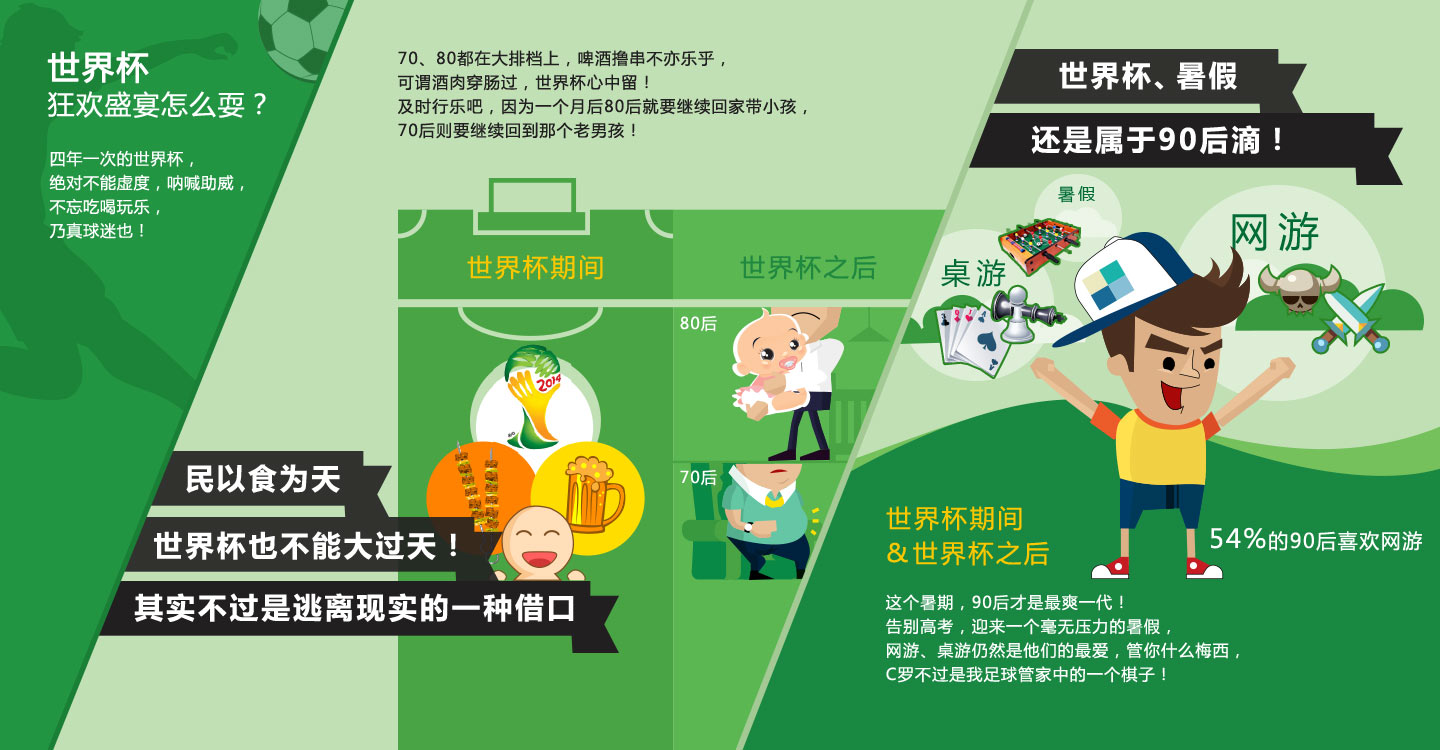 世界杯
狂欢盛宴怎么耍？
四年一次的世界杯，
绝对不能虚度，呐喊助威，
不忘吃喝玩乐，
乃真球迷也！
70、80都在大排档上，啤酒撸串不亦乐乎，
可谓酒肉穿肠过，世界杯心中留！
及时行乐吧，因为一个月后80后就要继续回家带小孩，
70后则要继续回到那个老男孩！
世界杯期间
世界杯之后
80后
2014
70后
民以食为天
世界杯也不能大过天！
其实不过是逃离现实的一种借口
世界杯、暑假
还是属于90后滴！
暑假
网游
桌游
世界杯期间
&世界杯之后
54%的90后喜欢网游
这个暑期，90后才是最爽一代！
告别高考，迎来一个毫无压力的暑假，
网游、桌游仍然是他们的最爱，管你什么梅西，
C罗不过是我足球管家中的一个棋子！